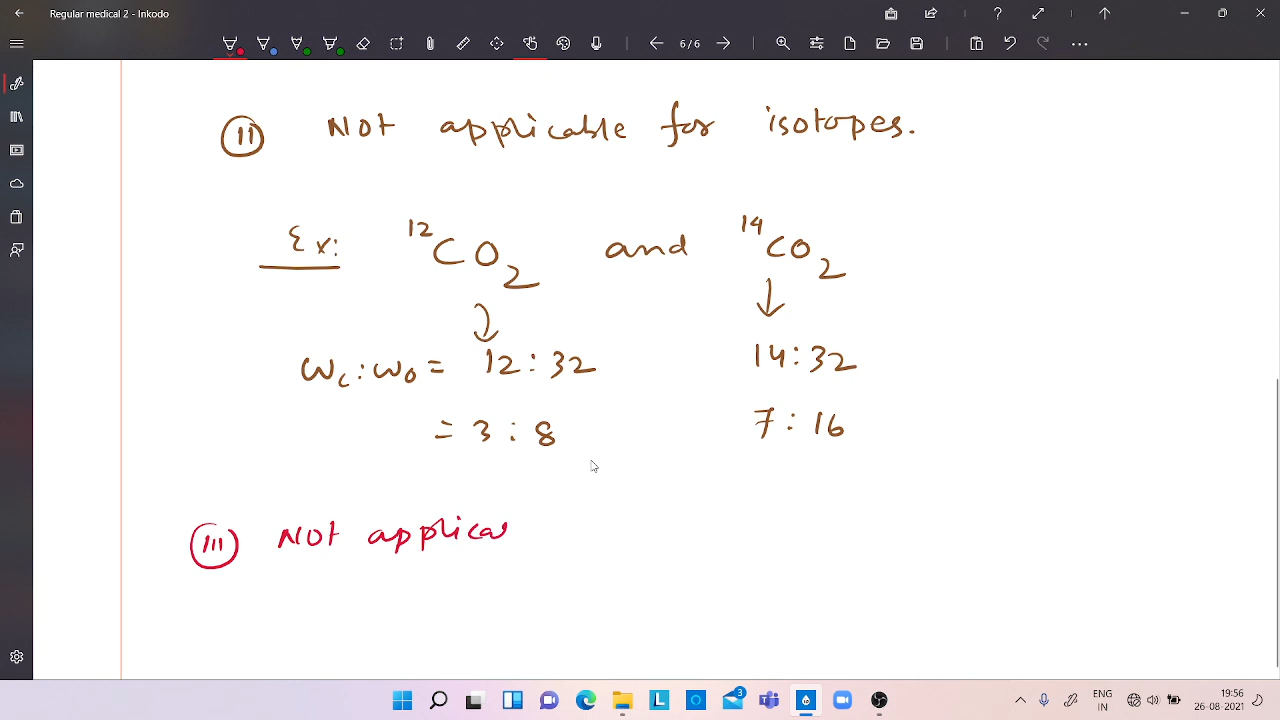 Regular medical 2 - Inkodo
6/6
(II) Not applicable for isotopes.
Ex: ¹²CO₂ and ¹⁴CO₂
↓ ↓
W_C : W_O = 12 : 32 14 : 32
= 3 : 8 7 : 16
(III) Not applica
3
ENG
IN
19:56
26-08-2021